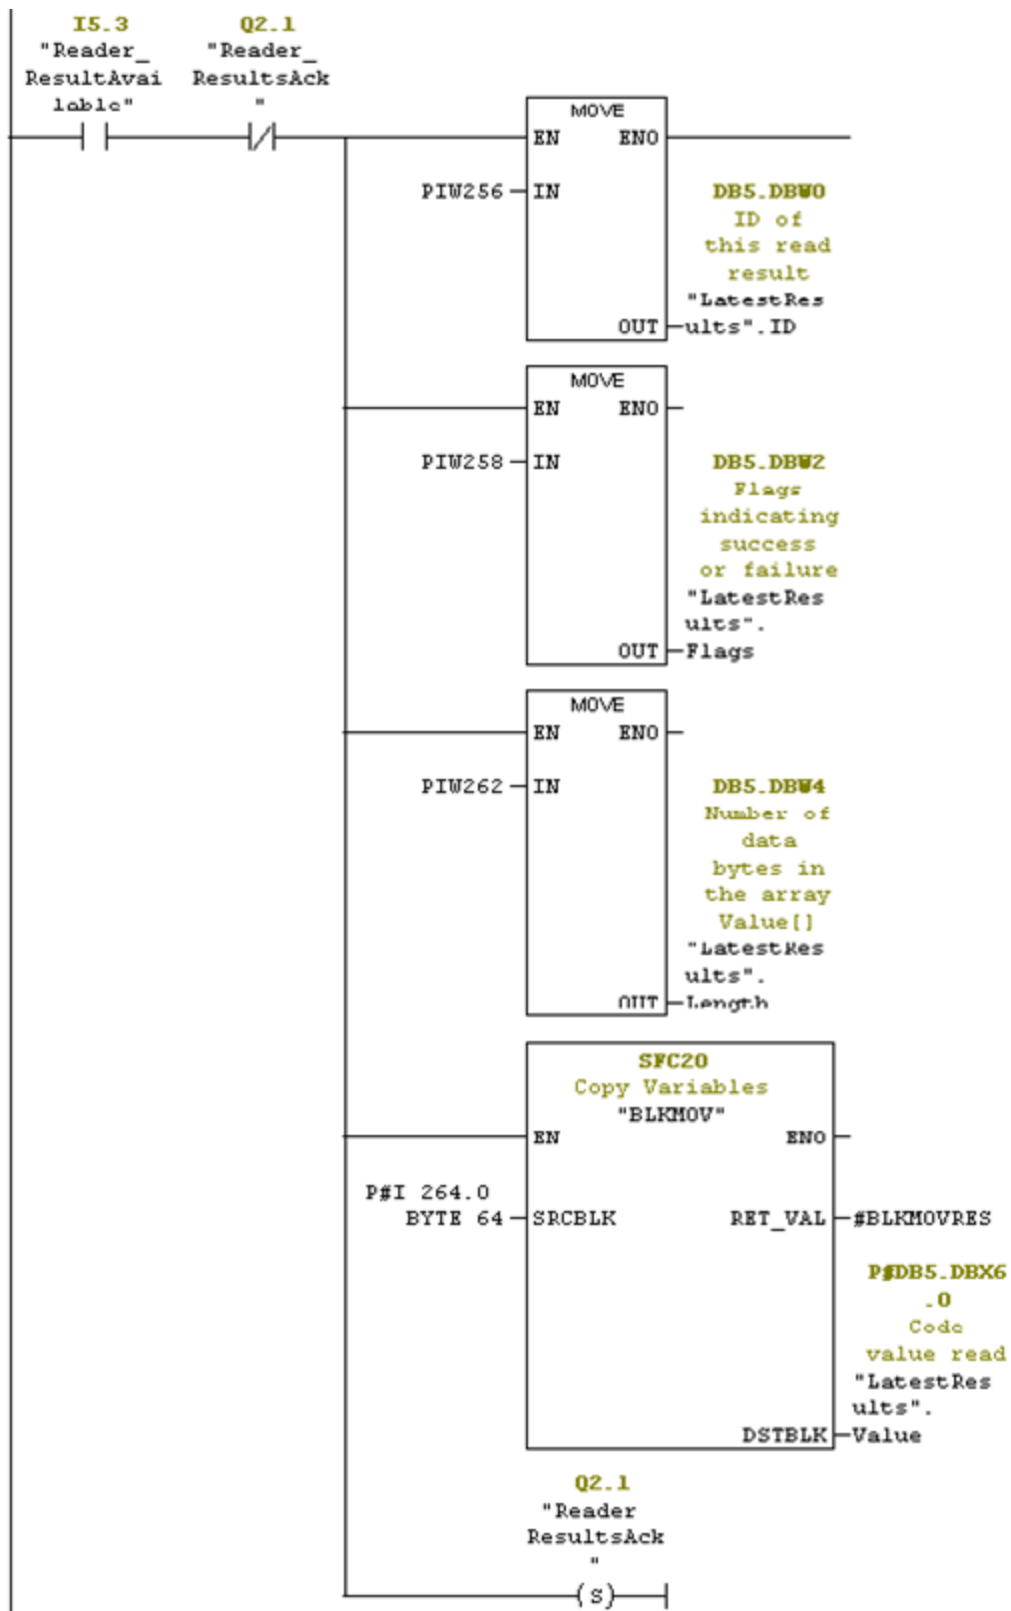 I5.3
"Reader_
ResultAvai
lable"
Q2.1
"Reader_
ResultsAck
"
MOVE
EN ENO
PIW256 IN
DB5.DBW0
ID of
this read
result
"LatestRes
OUT ults".ID
MOVE
EN ENO
PIW258 IN
DB5.DBW2
Flags
indicating
success
or failure
"LatestRes
ults".
OUT Flags
MOVE
EN ENO
PIW262 IN
DB5.DBW4
Number of
data
bytes in
the array
Value[]
"LatestRes
ults".
OUT Length
SFC20
Copy Variables
"BLKMOV"
EN ENO
P#I 264.0
BYTE 64 SRCBLK RET_VAL #BLKMOVRES
P#DB5.DBX6
.0
Code
value read
"LatestRes
ults".
DSTBLK Value
Q2.1
"Reader
ResultsAck
"
(S)